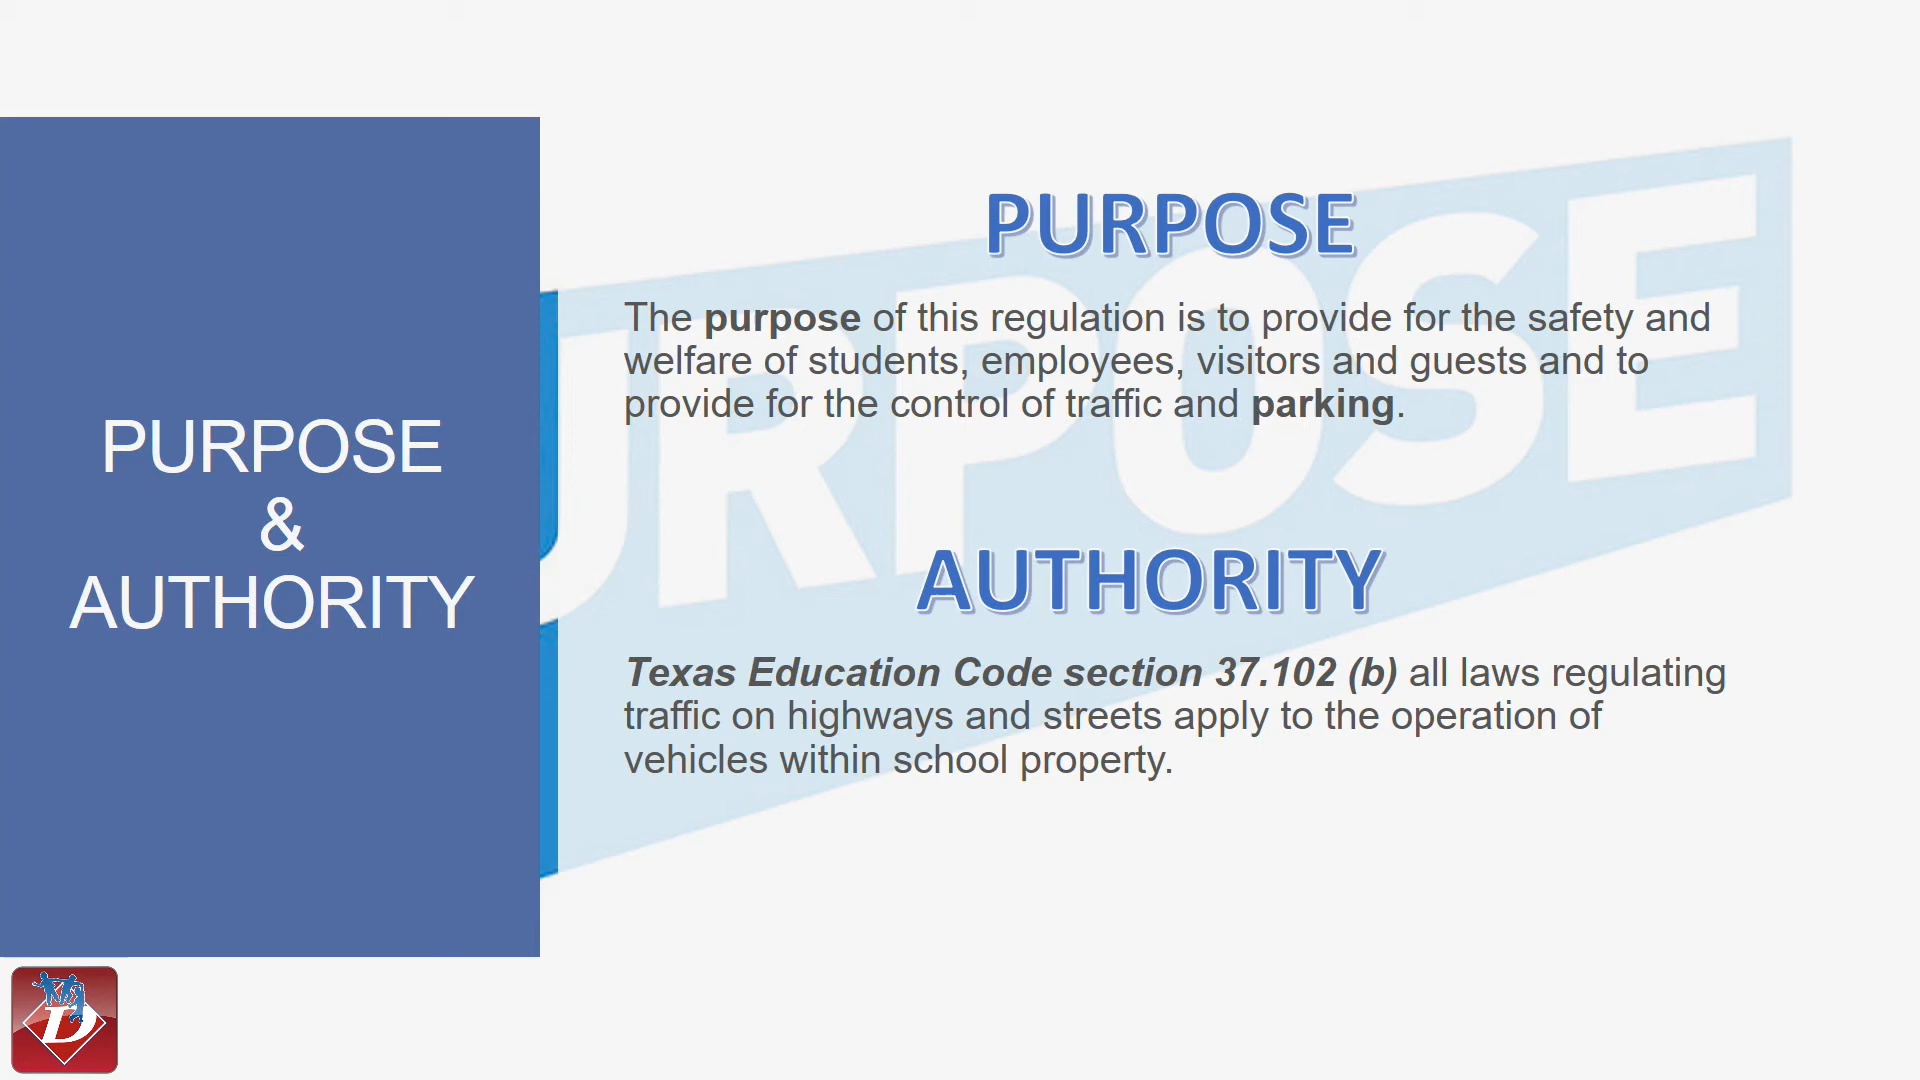 PURPOSE
&
AUTHORITY
PURPOSE
The purpose of this regulation is to provide for the safety and
welfare of students, employees, visitors and guests and to
provide for the control of traffic and parking.
AUTHORITY
Texas Education Code section 37.102 (b) all laws regulating
traffic on highways and streets apply to the operation of
vehicles within school property.
URPOSE
D